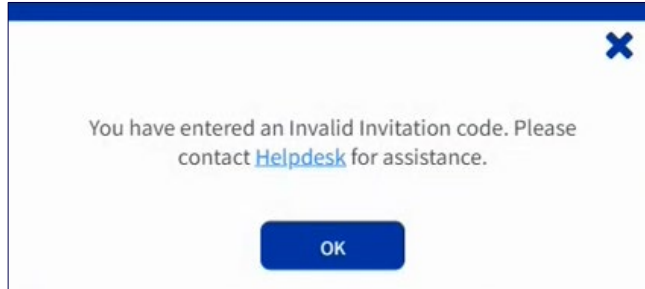 You have entered an Invalid Invitation code. Please
contact Helpdesk for assistance.
OK